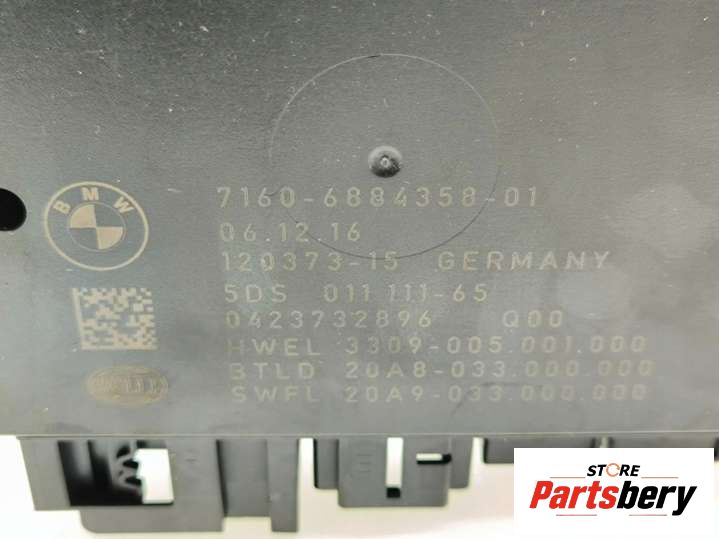 BMW
7160-6884358-01
06.12.16
120373-15 GERMANY
5DS 011 111-65
0423732896 Q00
HWEL 3309-005.001.000
BTLD 20A8-033.000.000
SWFL 20A9-033.000.000
HELLA
STORE
Partsbery